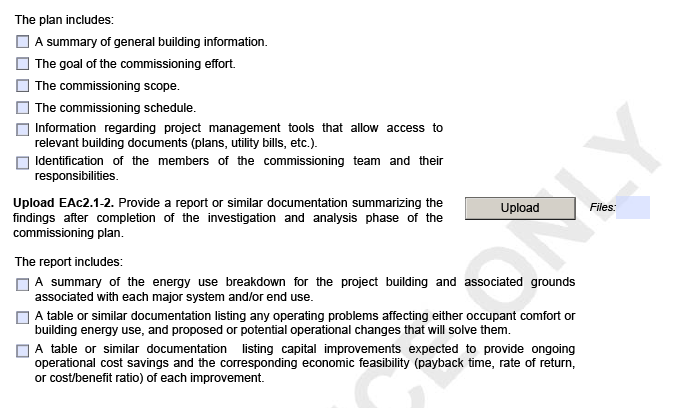 The plan includes:
A summary of general building information.
The goal of the commissioning effort.
The commissioning scope.
The commissioning schedule.
Information regarding project management tools that allow access to
relevant building documents (plans, utility bills, etc.).
Identification of the members of the commissioning team and their
responsibilities.
Upload EAc2.1-2. Provide a report or similar documentation summarizing the
findings after completion of the investigation and analysis phase of the
commissioning plan.
Upload
Files:
The report includes:
A summary of the energy use breakdown for the project building and associated grounds
associated with each major system and/or end use.
A table or similar documentation listing any operating problems affecting either occupant comfort or
building energy use, and proposed or potential operational changes that will solve them.
A table or similar documentation listing capital improvements expected to provide ongoing
operational cost savings and the corresponding economic feasibility (payback time, rate of return,
or cost/benefit ratio) of each improvement.
CE ONLY